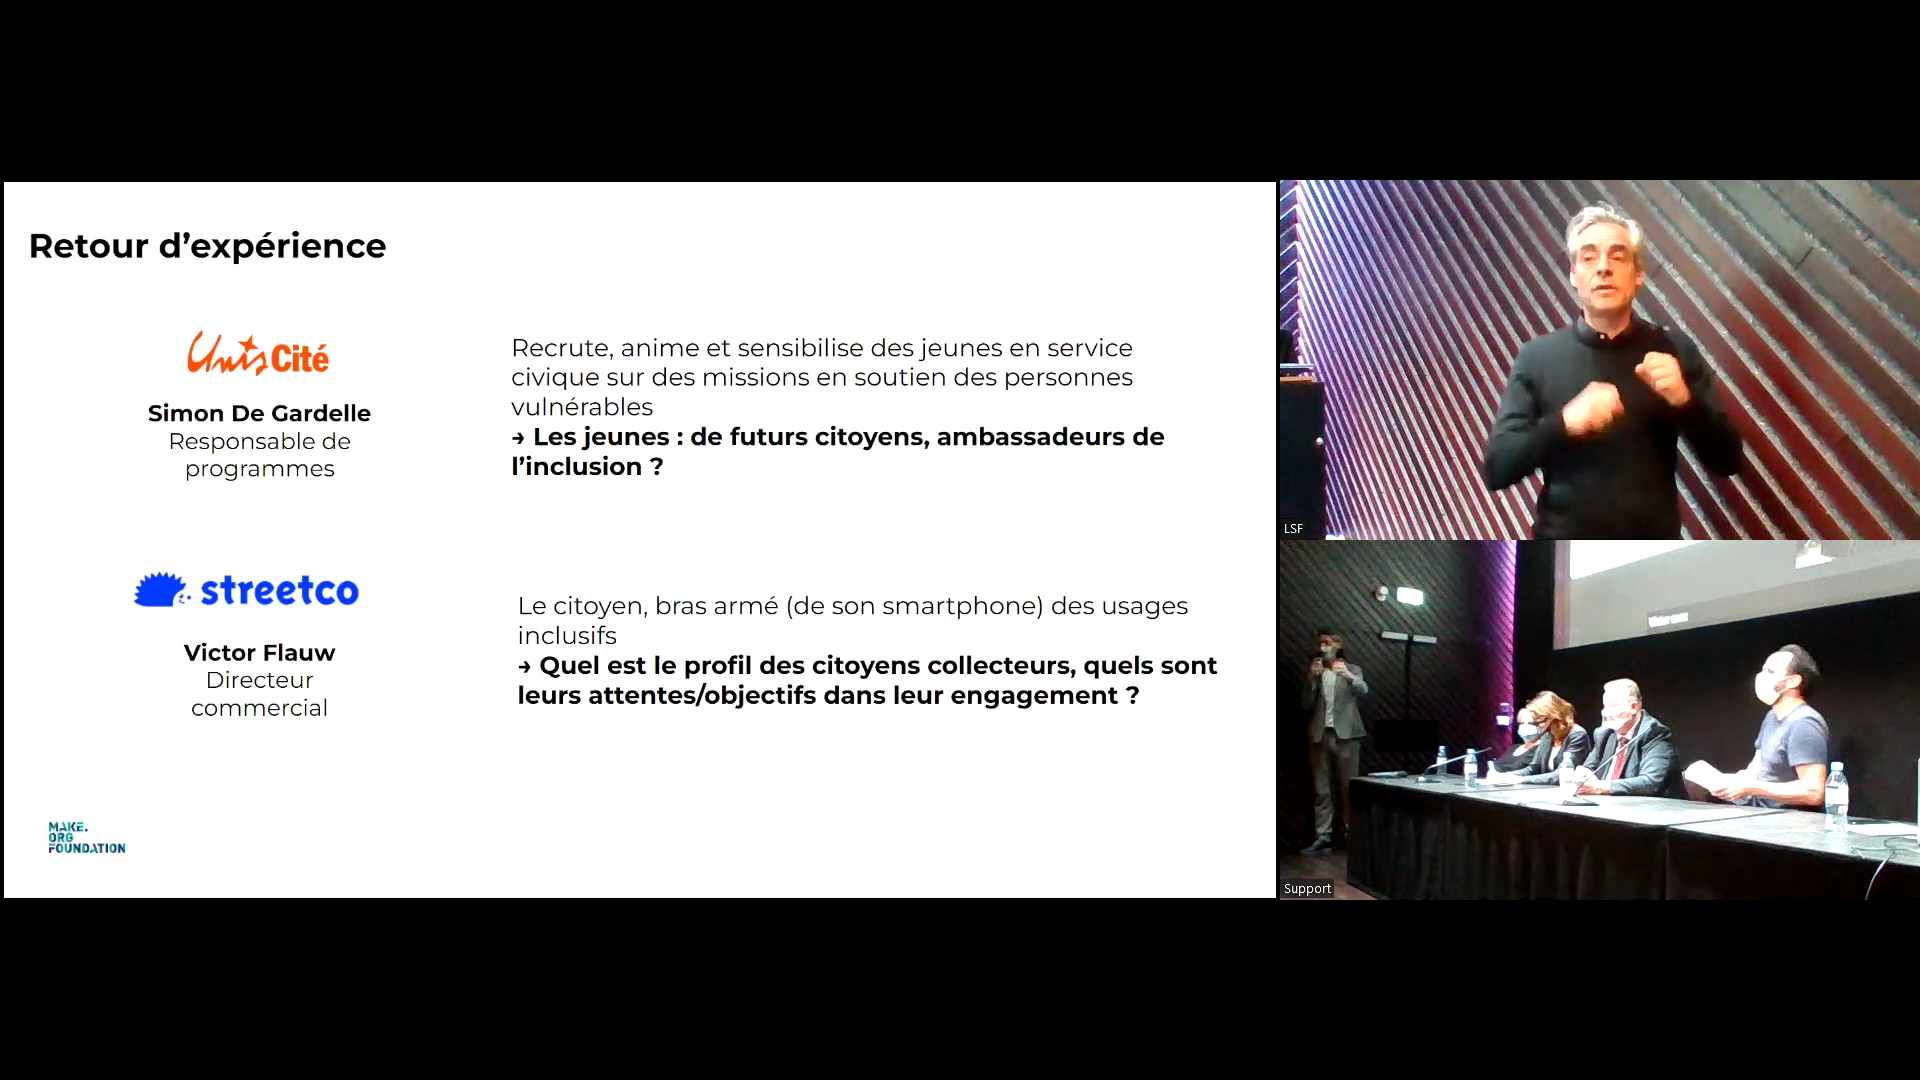 Retour d’expérience
Unis Cité
Simon De Gardelle
Responsable de
programmes
Recrute, anime et sensibilise des jeunes en service
civique sur des missions en soutien des personnes
vulnérables
→ Les jeunes : de futurs citoyens, ambassadeurs de
l’inclusion ?
streetco
Victor Flauw
Directeur
commercial
Le citoyen, bras armé (de son smartphone) des usages
inclusifs
→ Quel est le profil des citoyens collecteurs, quels sont
leurs attentes/objectifs dans leur engagement ?
MAKE.
ORG
FOUNDATION
LSF
Support